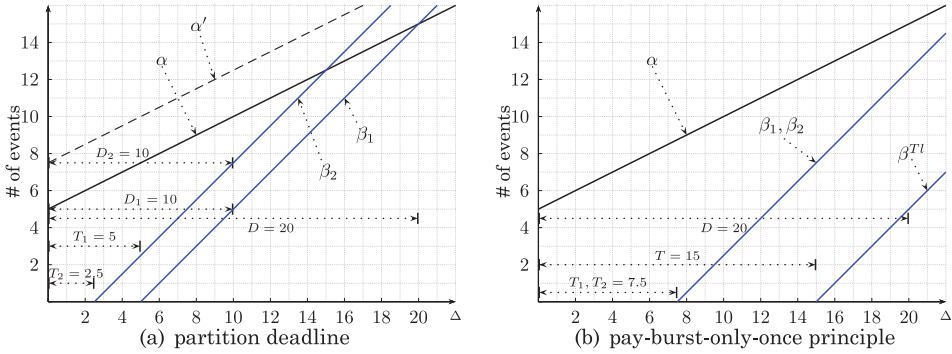 # of events
14
12
10
8
6
4
2
α′
α
β₁
β₂
D₂ = 10
D₁ = 10
D = 20
T₁ = 5
T₂ = 2.5
2 4 6 8 10 12 14 16 18 20 Δ
(a) partition deadline
# of events
14
12
10
8
6
4
2
α
β₁, β₂
β^{Tl}
D = 20
T = 15
T₁, T₂ = 7.5
2 4 6 8 10 12 14 16 18 20 Δ
(b) pay-burst-only-once principle